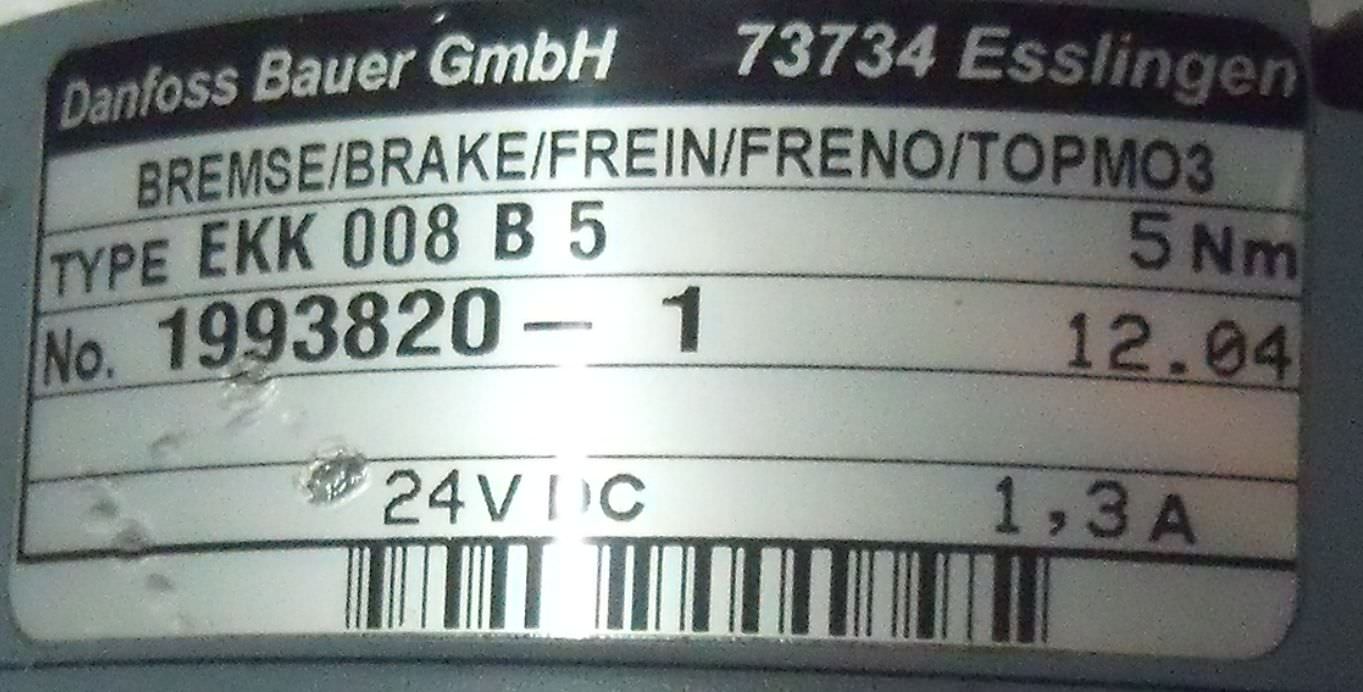 Danfoss Bauer GmbH 73734 Esslingen
BREMSE/BRAKE/FREIN/FRENO/TOPMO3
TYPE EKK 008 B 5 5 Nm
No. 1993820 - 1 12.04
24V DC 1,3 A